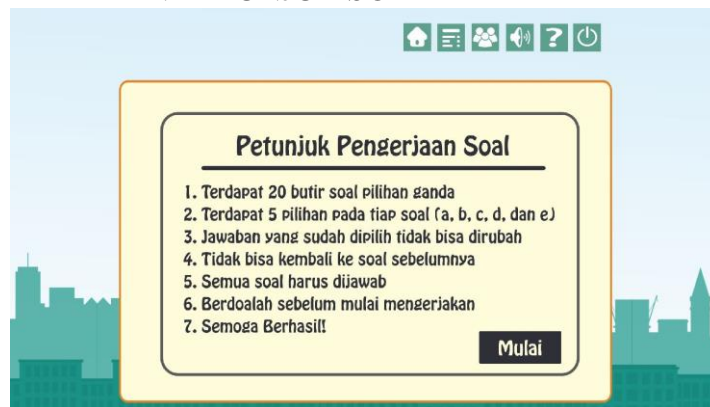 Petunjuk Pengerjaan Soal
1. Terdapat 20 butir soal pilihan ganda
2. Terdapat 5 pilihan pada tiap soal (a, b, c, d, dan e)
3. Jawaban yang sudah dipilih tidak bisa dirubah
4. Tidak bisa kembali ke soal sebelumnya
5. Semua soal harus dijawab
6. Berdoalah sebelum mulai mengerjakan
7. Semoga Berhasil!
Mulai